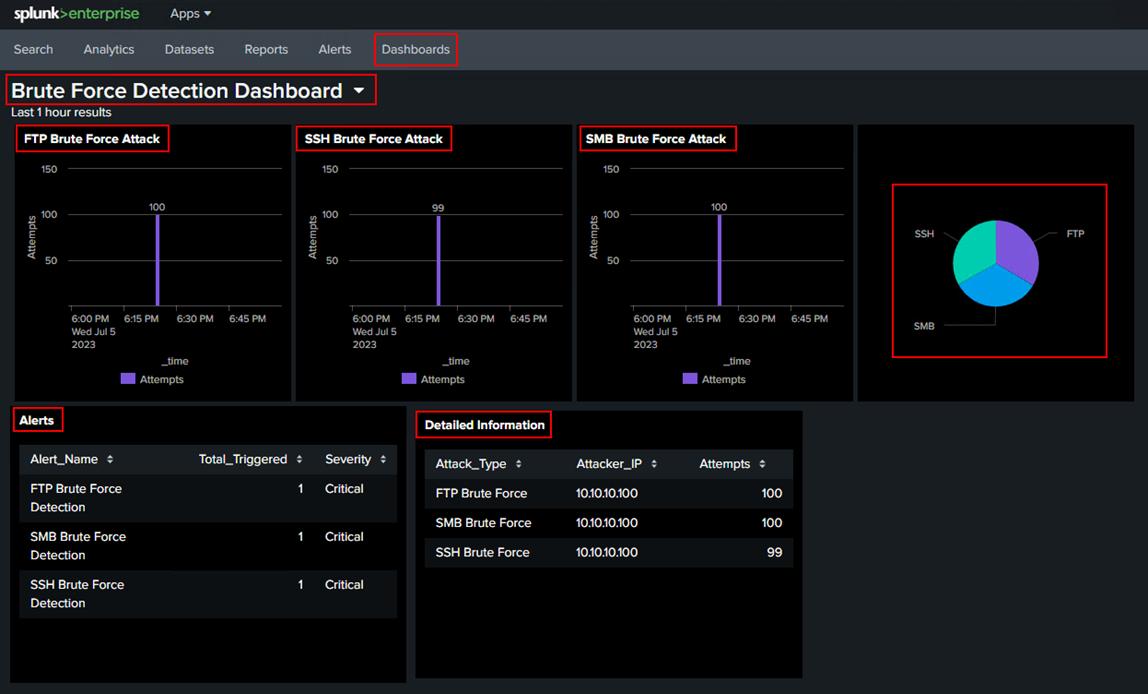 splunk>enterprise Apps
Search Analytics Datasets Reports Alerts Dashboards
Brute Force Detection Dashboard
Last 1 hour results
FTP Brute Force Attack
150
100
50
100
Attempts
6:00 PM 6:15 PM 6:30 PM 6:45 PM
Wed Jul 5
2023
_time
Attempts
SSH Brute Force Attack
150
100
50
99
Attempts
6:00 PM 6:15 PM 6:30 PM 6:45 PM
Wed Jul 5
2023
_time
Attempts
SMB Brute Force Attack
150
100
50
100
Attempts
6:00 PM 6:15 PM 6:30 PM 6:45 PM
Wed Jul 5
2023
_time
Attempts
SSH FTP
SMB
Alerts
Alert_Name Total_Triggered Severity
FTP Brute Force 1 Critical
Detection
SMB Brute Force 1 Critical
Detection
SSH Brute Force 1 Critical
Detection
Detailed Information
Attack_Type Attacker_IP Attempts
FTP Brute Force 10.10.10.100 100
SMB Brute Force 10.10.10.100 100
SSH Brute Force 10.10.10.100 99